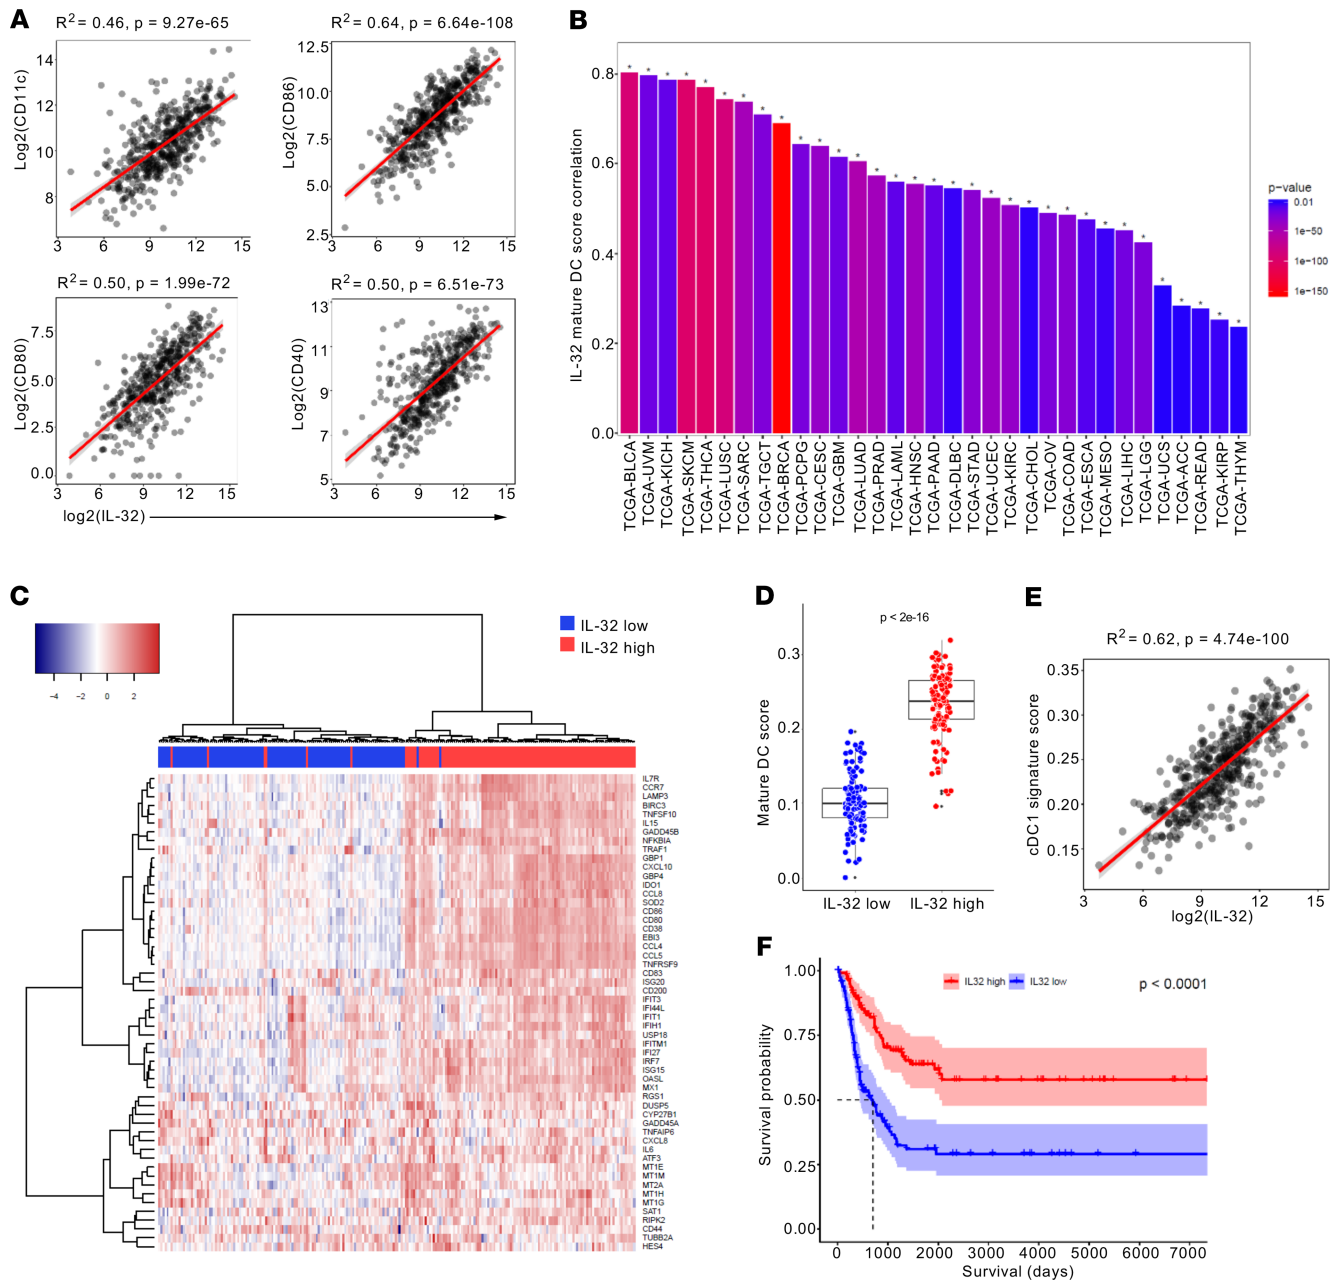 A
R2 = 0.46, p = 9.27e-65
R2 = 0.64, p = 6.64e-108
Log2(CD11c)
14
12
10
8
3 6 9 12 15
Log2(CD86)
12.5
10.0
7.5
5.0
2.5
3 6 9 12 15
R2 = 0.50, p = 1.99e-72
R2 = 0.50, p = 6.51e-73
Log2(CD80)
7.5
5.0
2.5
0.0
3 6 9 12 15
Log2(CD40)
13
11
9
7
5
3 6 9 12 15
log2(IL-32)
B
IL-32 mature DC score correlation
0.8
0.6
0.4
0.2
0.0
* * * * * * * * * * * * * * * * * * * * * * * * * * * * * * * * *
TCGA-BLCA
TCGA-UVM
TCGA-KICH
TCGA-SKCM
TCGA-THCA
TCGA-LUSC
TCGA-SARC
TCGA-TGCT
TCGA-BRCA
TCGA-PCPG
TCGA-CESC
TCGA-GBM
TCGA-LUAD
TCGA-PRAD
TCGA-LAML
TCGA-HNSC
TCGA-PAAD
TCGA-DLBC
TCGA-STAD
TCGA-UCEC
TCGA-KIRC
TCGA-CHOL
TCGA-OV
TCGA-COAD
TCGA-ESCA
TCGA-MESO
TCGA-LIHC
TCGA-LGG
TCGA-UCS
TCGA-ACC
TCGA-READ
TCGA-KIRP
TCGA-THYM
p-value
0.01
1e-50
1e-100
1e-150
C
-4 -2 0 2
IL-32 low
IL-32 high
IL7R
CCR7
LAMP3
BIRC3
TNFSF10
IL15
GADD45B
NFKBIA
TRAF1
GBP1
CXCL10
GBP4
IDO1
CCL8
SOD2
CD86
CD80
CD38
EBI3
CCL4
CCL5
TNFRSF9
CD83
ISG20
CD200
IFIT3
IFI44L
IFIT1
IFIH1
USP18
IFITM1
IFI27
IRF7
ISG15
OASL
MX1
RGS1
DUSP5
CYP27B1
GADD45A
TNFAIP6
CXCL8
IL6
ATF3
MT1E
MT1M
MT2A
MT1H
MT1G
SAT1
RIPK2
CD44
TUBB2A
HES4
D
p < 2e-16
Mature DC score
0.3
0.2
0.1
0.0
IL-32 low IL-32 high
E
R2 = 0.62, p = 4.74e-100
cDC1 signature score
0.35
0.30
0.25
0.20
0.15
3 6 9 12 15
log2(IL-32)
F
IL32 high IL32 low
p < 0.0001
Survival probability
1.00
0.75
0.50
0.25
0.00
0 1000 2000 3000 4000 5000 6000 7000
Survival (days)